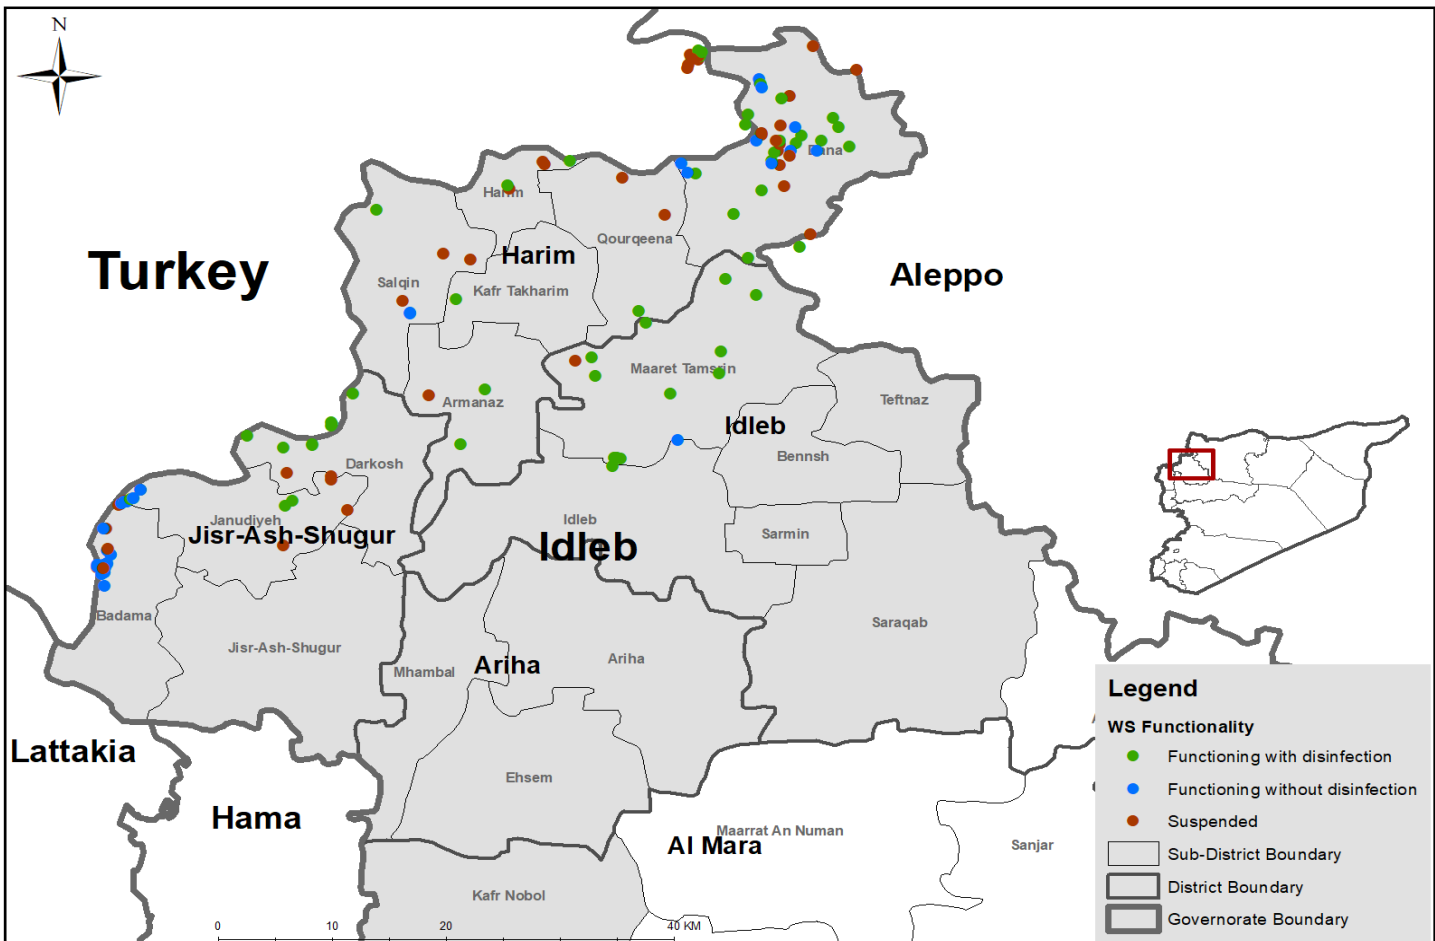 N
Dana
Harim
Qourqeena
Harim
Turkey
Aleppo
Salqin
Kafr Takharim
Maaret Tamsrin
Teftnaz
Armanaz
Idleb
Bennsh
Darkosh
Janudiyeh
Idleb
Jisr-Ash-Shugur
Idleb
Sarmin
Badama
Saraqab
Jisr-Ash-Shugur
Mhambal
Ariha
Ariha
Lattakia
Ehsem
Hama
Maarrat An Numan
Al Mara
Sanjar
Kafr Nobol
0 10 20 40 KM
Legend
WS Functionality
Functioning with disinfection
Functioning without disinfection
Suspended
Sub-District Boundary
District Boundary
Governorate Boundary